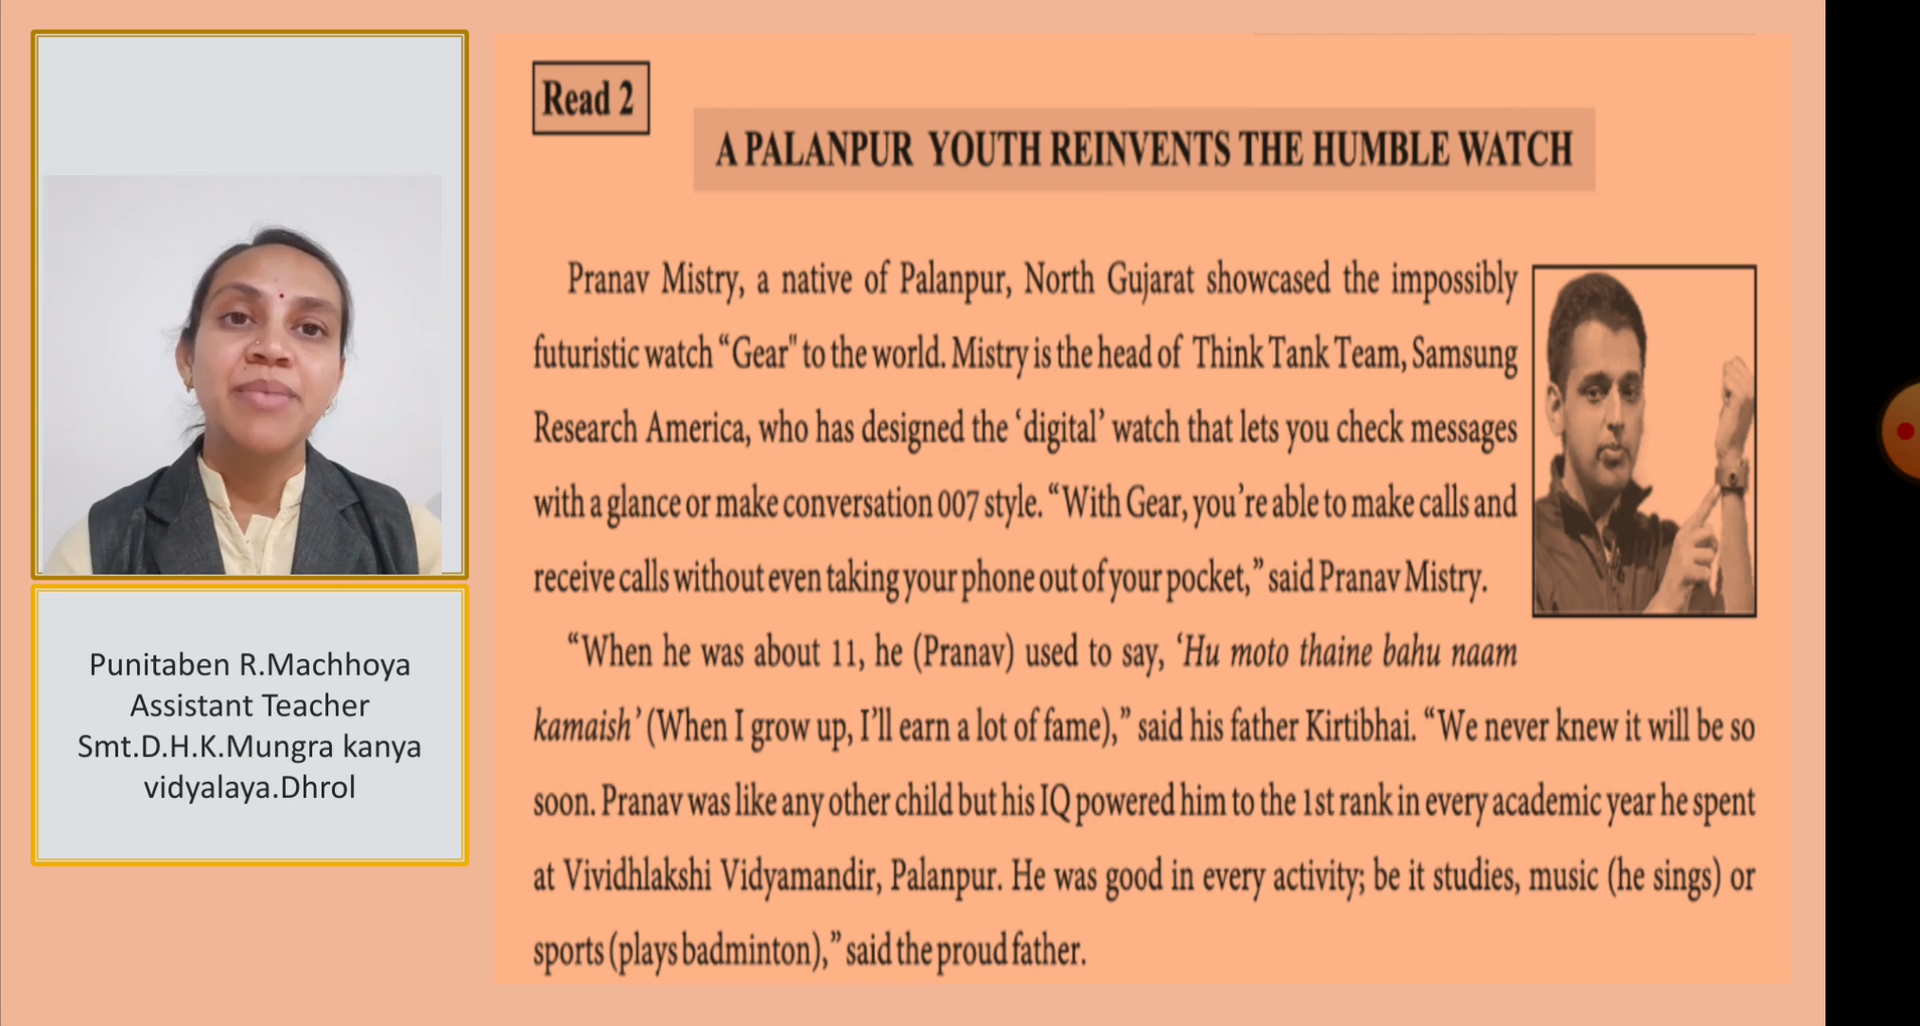 Read 2
A PALANPUR YOUTH REINVENTS THE HUMBLE WATCH
Pranav Mistry, a native of Palanpur, North Gujarat showcased the impossibly
futuristic watch “Gear" to the world. Mistry is the head of Think Tank Team, Samsung
Research America, who has designed the ‘digital’ watch that lets you check messages
with a glance or make conversation 007 style. “With Gear, you’re able to make calls and
receive calls without even taking your phone out of your pocket,” said Pranav Mistry.
“When he was about 11, he (Pranav) used to say, ‘Hu moto thaine bahu naam
kamaish’ (When I grow up, I’ll earn a lot of fame),” said his father Kirtibhai. “We never knew it will be so
soon. Pranav was like any other child but his IQ powered him to the 1st rank in every academic year he spent
at Vividhlakshi Vidyamandir, Palanpur. He was good in every activity; be it studies, music (he sings) or
sports (plays badminton),” said the proud father.
Punitaben R.Machhoya
Assistant Teacher
Smt.D.H.K.Mungra kanya
vidyalaya.Dhrol